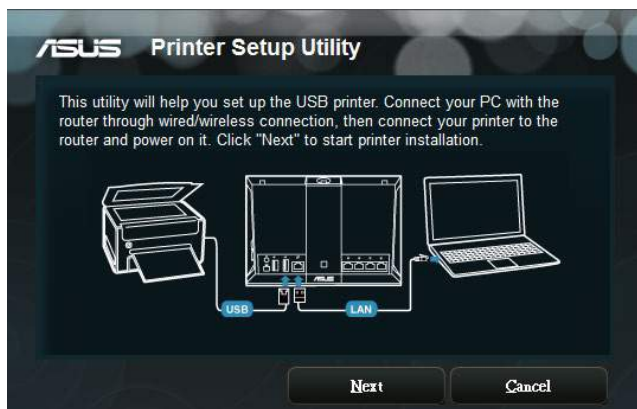 ASUS Printer Setup Utility
This utility will help you set up the USB printer. Connect your PC with the
router through wired/wireless connection, then connect your printer to the
router and power on it. Click "Next" to start printer installation.
ASUS
USB LAN
Next Cancel